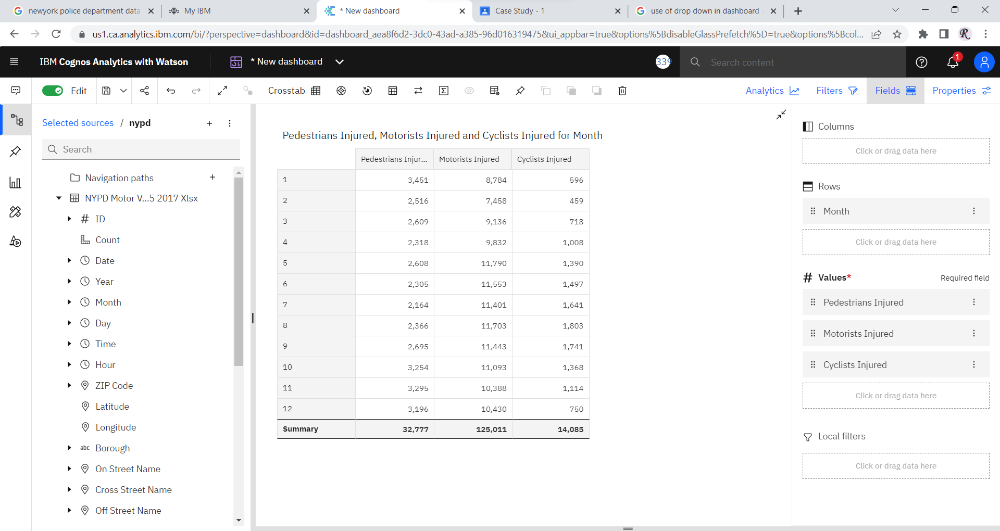 newyork police department data
My IBM
* New dashboard
Case Study - 1
use of drop down in dashboard -
us1.ca.analytics.ibm.com/bi/?perspective=dashboard&id=dashboard_aea8f6d2-3dc0-43ad-a385-96d016319475&ui_appbar=true&options%5BdisableGlassPrefetch%5D=true&options%5Bcol...
IBM Cognos Analytics with Watson
* New dashboard
339
Search content
1
Edit
Crosstab
Analytics
Filters
Fields
Properties
Selected sources / nypd
Search
Navigation paths
NYPD Motor V...5 2017 Xlsx
ID
Count
Date
Year
Month
Day
Time
Hour
ZIP Code
Latitude
Longitude
abc Borough
On Street Name
Cross Street Name
Off Street Name
Pedestrians Injured, Motorists Injured and Cyclists Injured for Month
Pedestrians Injur... Motorists Injured Cyclists Injured
1 3,451 8,784 596
2 2,516 7,458 459
3 2,609 9,136 718
4 2,318 9,832 1,008
5 2,608 11,790 1,390
6 2,305 11,553 1,497
7 2,164 11,401 1,641
8 2,366 11,703 1,803
9 2,695 11,443 1,741
10 3,254 11,093 1,368
11 3,295 10,388 1,114
12 3,196 10,430 750
Summary 32,777 125,011 14,085
Columns
Click or drag data here
Rows
Month
Click or drag data here
# Values* Required field
Pedestrians Injured
Motorists Injured
Cyclists Injured
Click or drag data here
Local filters
Click or drag data here